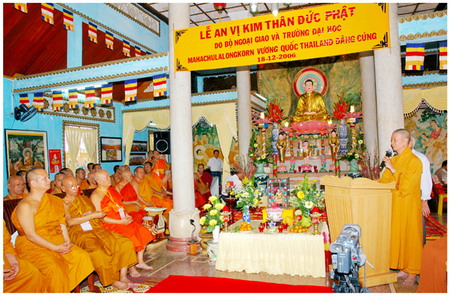 LỄ AN VỊ KIM THÂN ĐỨC PHẬT
DO BỘ NGOẠI GIAO VÀ TRƯỜNG ĐẠI HỌC
MAHACHULALONGKORN VƯƠNG QUỐC THAILAND DÂNG CÚNG
18-12-2006